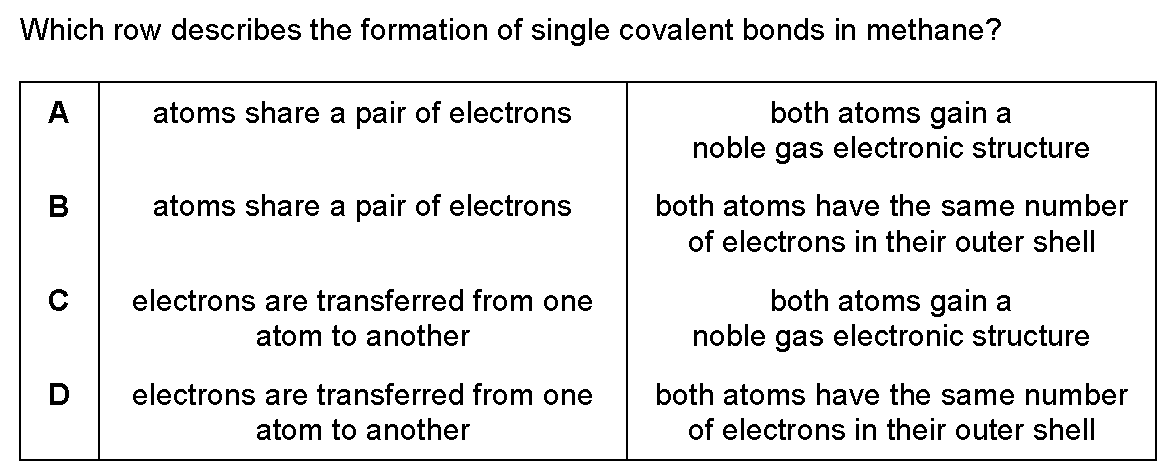 Which row describes the formation of single covalent bonds in methane?
A atoms share a pair of electrons both atoms gain a
noble gas electronic structure
B atoms share a pair of electrons both atoms have the same number
of electrons in their outer shell
C electrons are transferred from one both atoms gain a
atom to another noble gas electronic structure
D electrons are transferred from one both atoms have the same number
atom to another of electrons in their outer shell